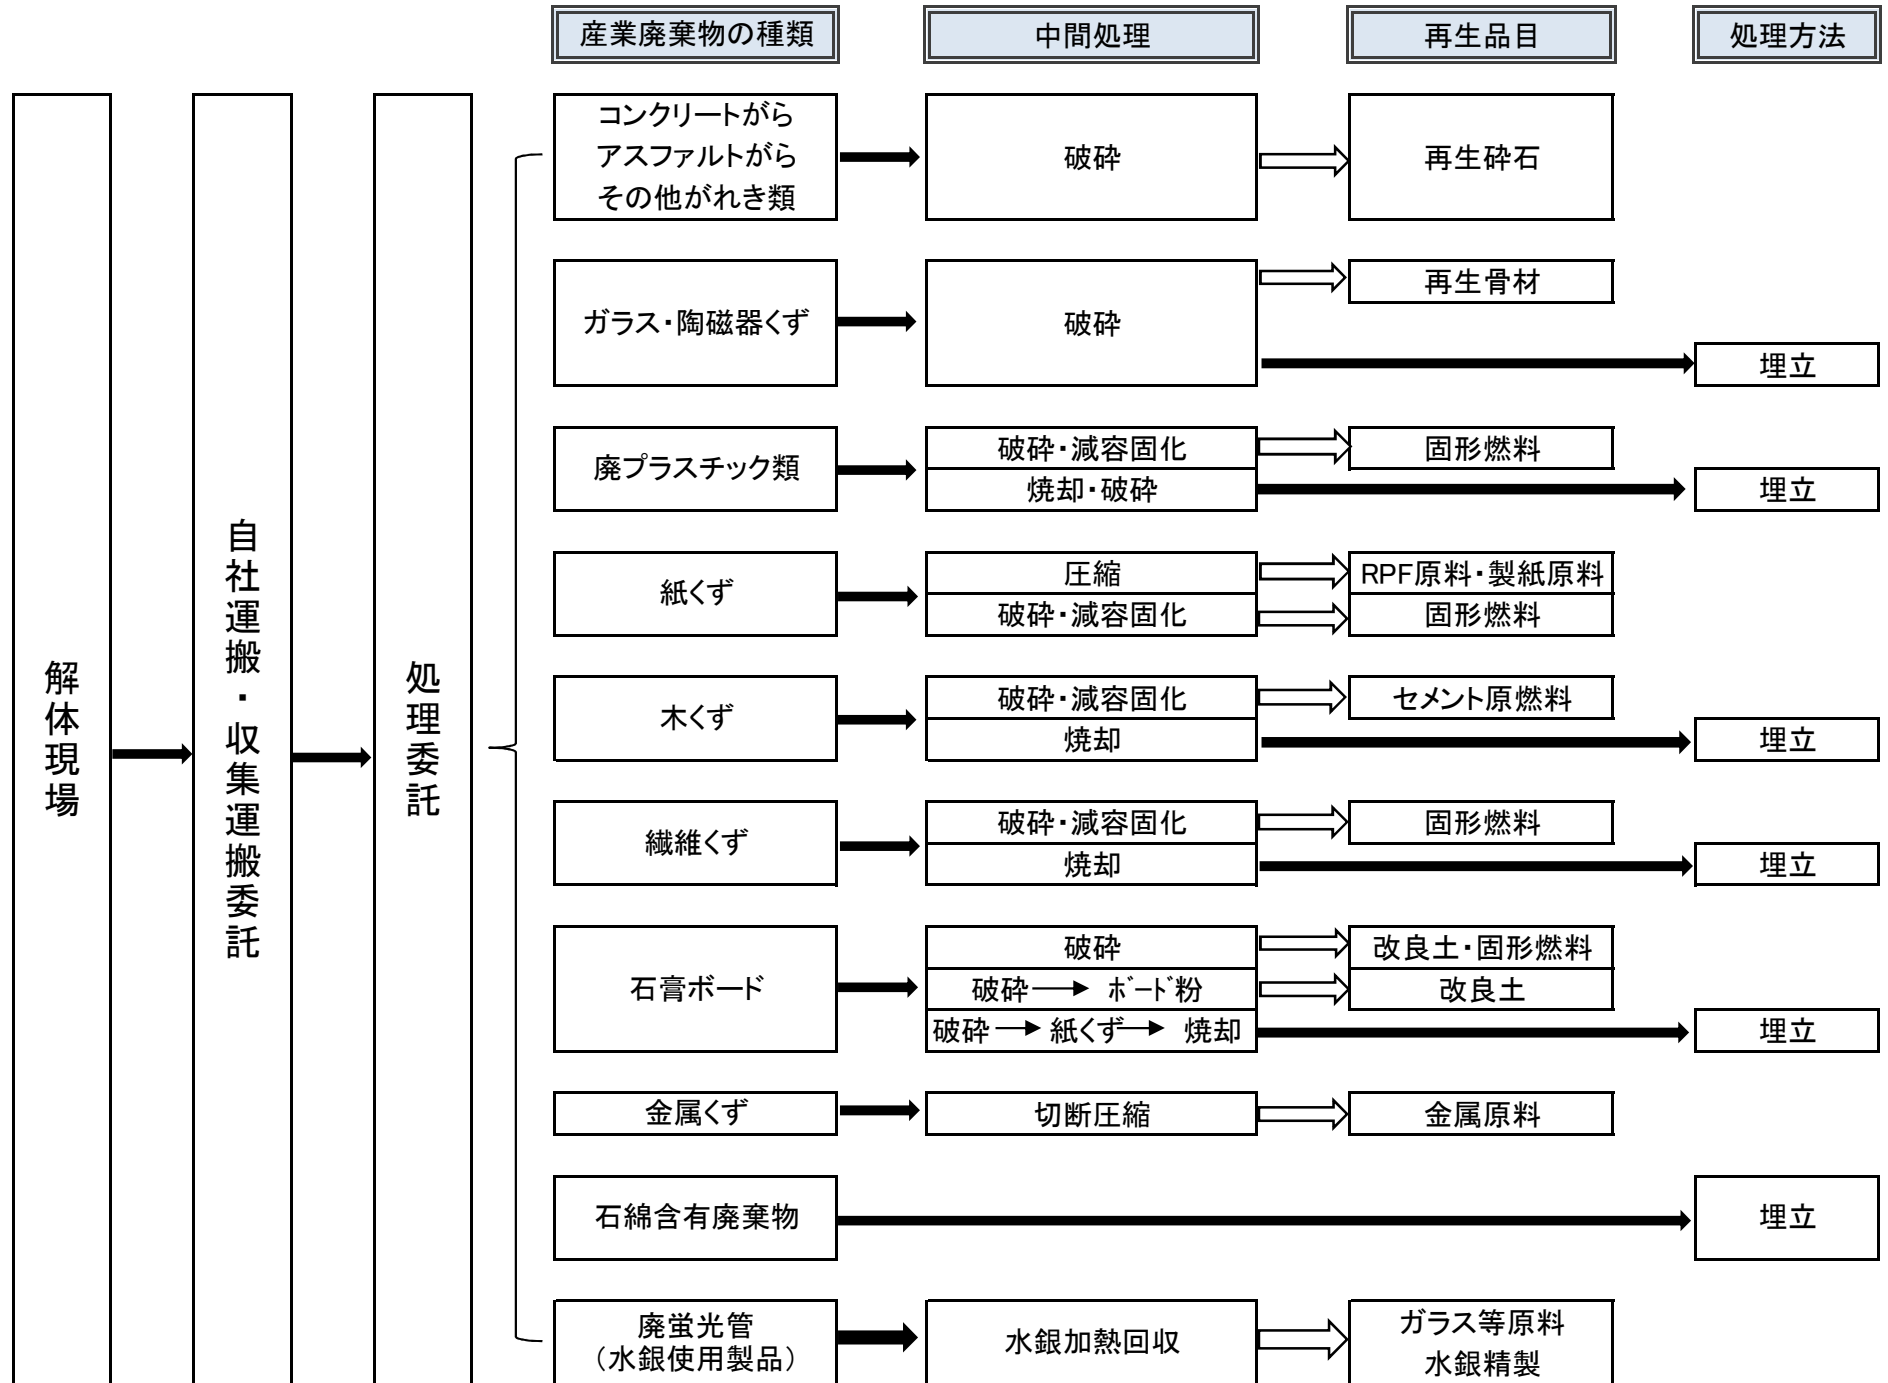 産業廃棄物の種類
中間処理
再生品目
処理方法
解体現場
自社運搬・収集運搬委託
処理委託
コンクリートがら
アスファルトがら
その他がれき類
破砕
再生砕石
ガラス・陶磁器くず
破砕
再生骨材
埋立
廃プラスチック類
破砕・減容固化
固形燃料
焼却・破砕
埋立
紙くず
圧縮
RPF原料・製紙原料
破砕・減容固化
固形燃料
木くず
破砕・減容固化
セメント原燃料
焼却
埋立
繊維くず
破砕・減容固化
固形燃料
焼却
埋立
石膏ボード
破砕
改良土・固形燃料
破砕 → ﾎﾞｰﾄﾞ粉
改良土
破砕 → 紙くず → 焼却
埋立
金属くず
切断圧縮
金属原料
石綿含有廃棄物
埋立
廃蛍光管
（水銀使用製品）
水銀加熱回収
ガラス等原料
水銀精製